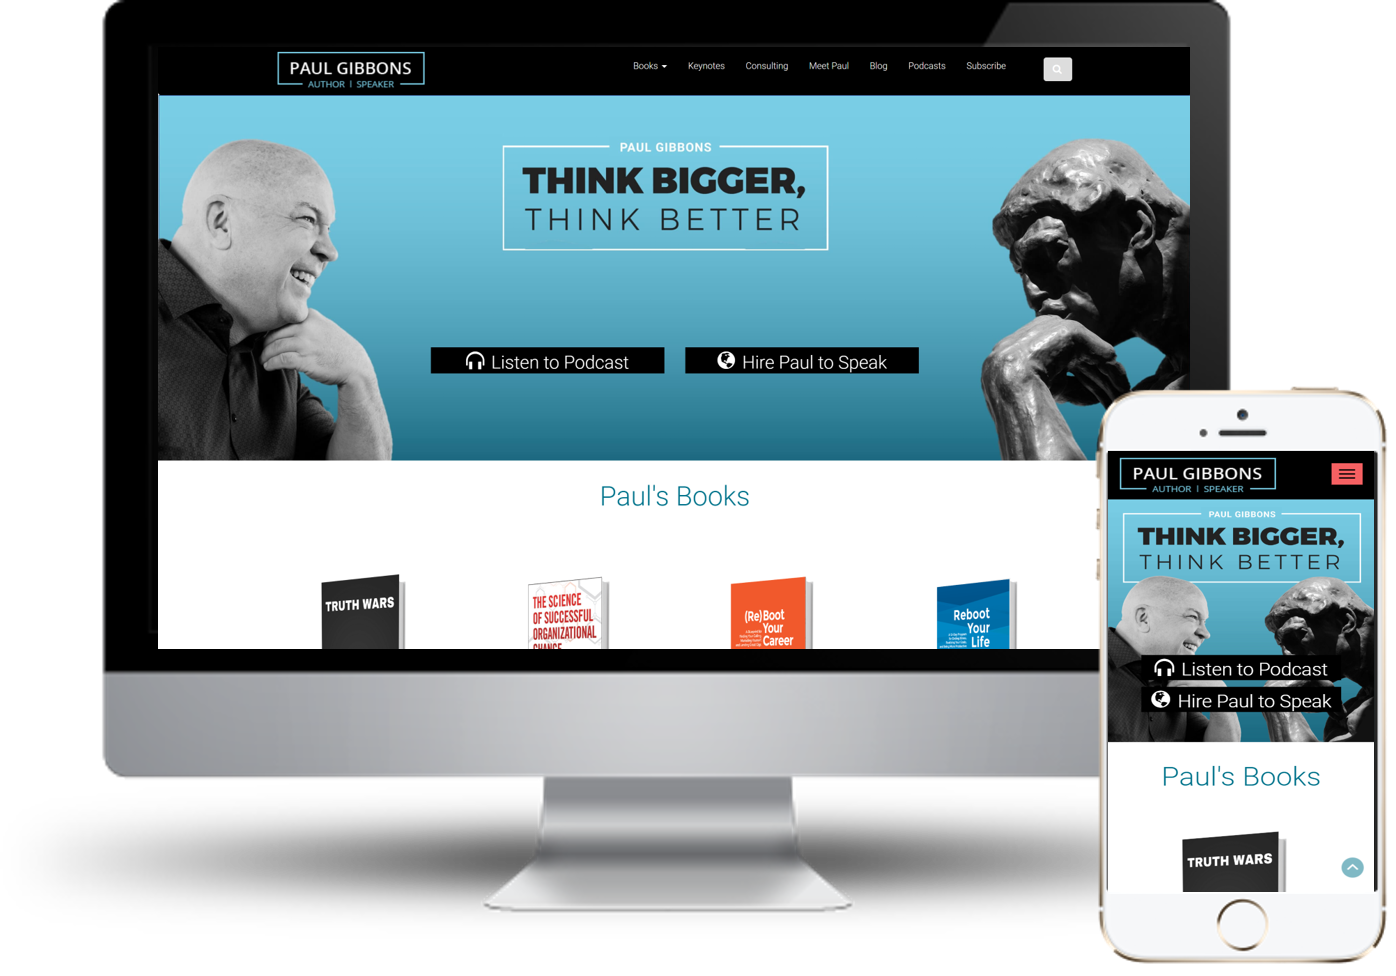 PAUL GIBBONS
AUTHOR | SPEAKER
Books
Keynotes
Consulting
Meet Paul
Blog
Podcasts
Subscribe
PAUL GIBBONS
THINK BIGGER,
THINK BETTER
Listen to Podcast
Hire Paul to Speak
Paul's Books
TRUTH WARS
THE SCIENCE
OF SUCCESSFUL
ORGANIZATIONAL
CHANGE
(Re)Boot
Your
Career
Reboot
Your
Life
PAUL GIBBONS
AUTHOR | SPEAKER
PAUL GIBBONS
THINK BIGGER,
THINK BETTER
Listen to Podcast
Hire Paul to Speak
Paul's Books
TRUTH WARS